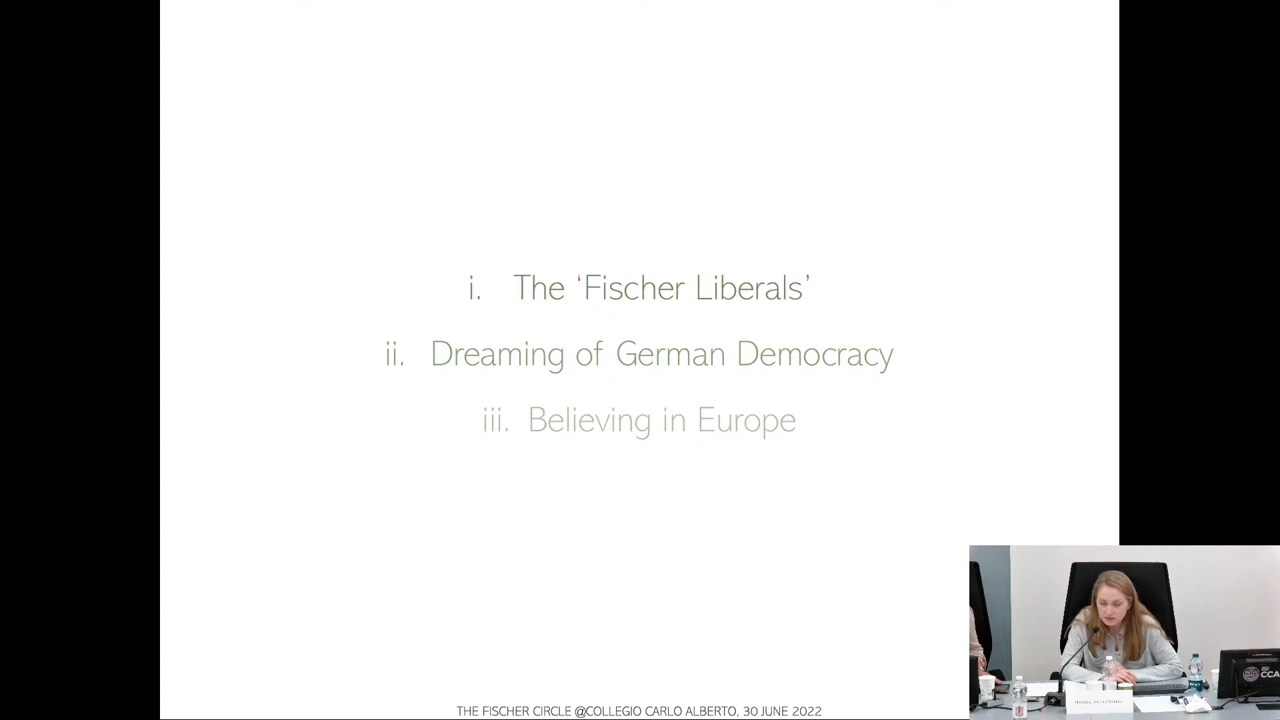 i. The ‘Fischer Liberals’
ii. Dreaming of German Democracy
iii. Believing in Europe
THE FISCHER CIRCLE @COLLEGIO CARLO ALBERTO, 30 JUNE 2022
CCA